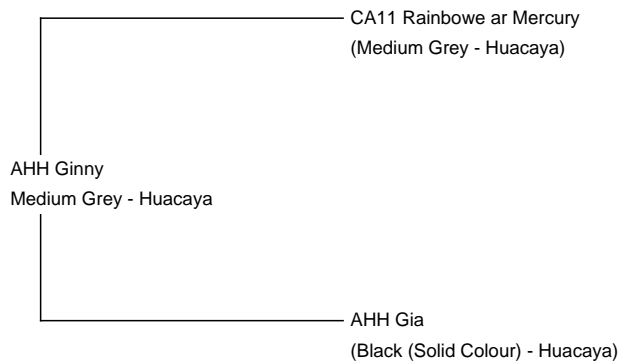 CA11 Rainbowe ar Mercury
(Medium Grey - Huacaya)
AHH Ginny
Medium Grey - Huacaya
AHH Gia
(Black (Solid Colour) - Huacaya)